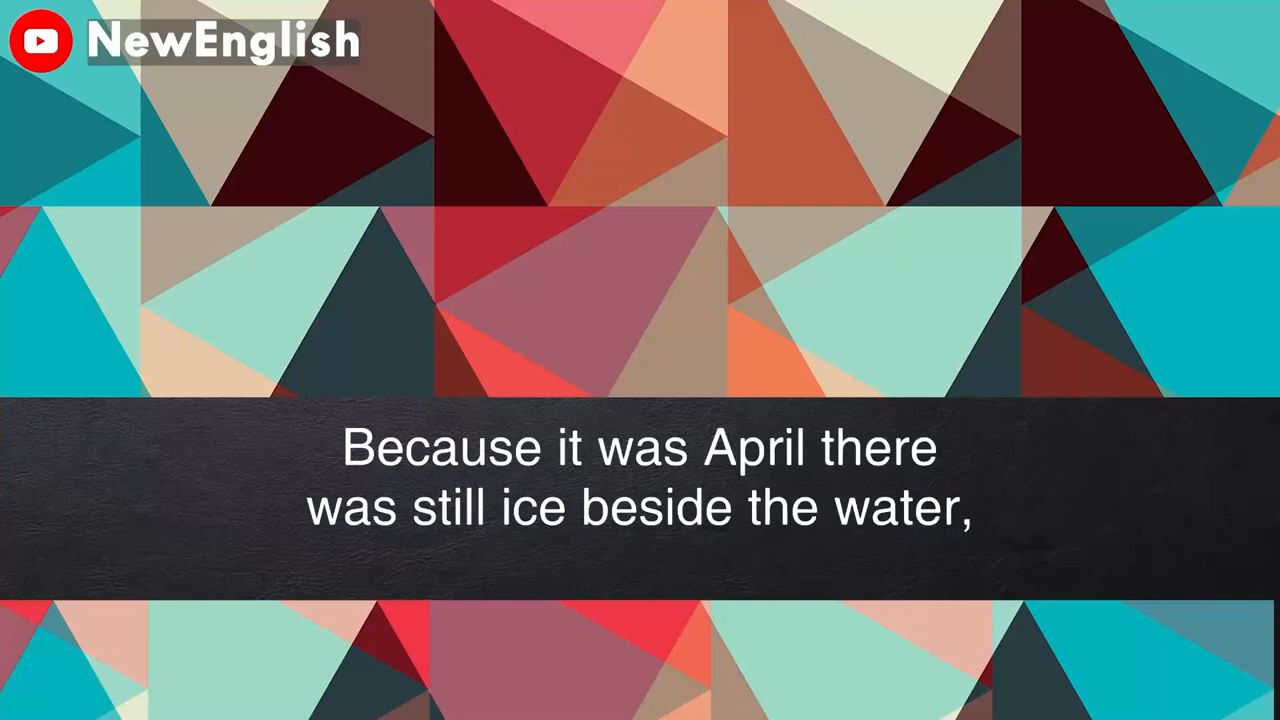 NewEnglish
Because it was April there
was still ice beside the water,